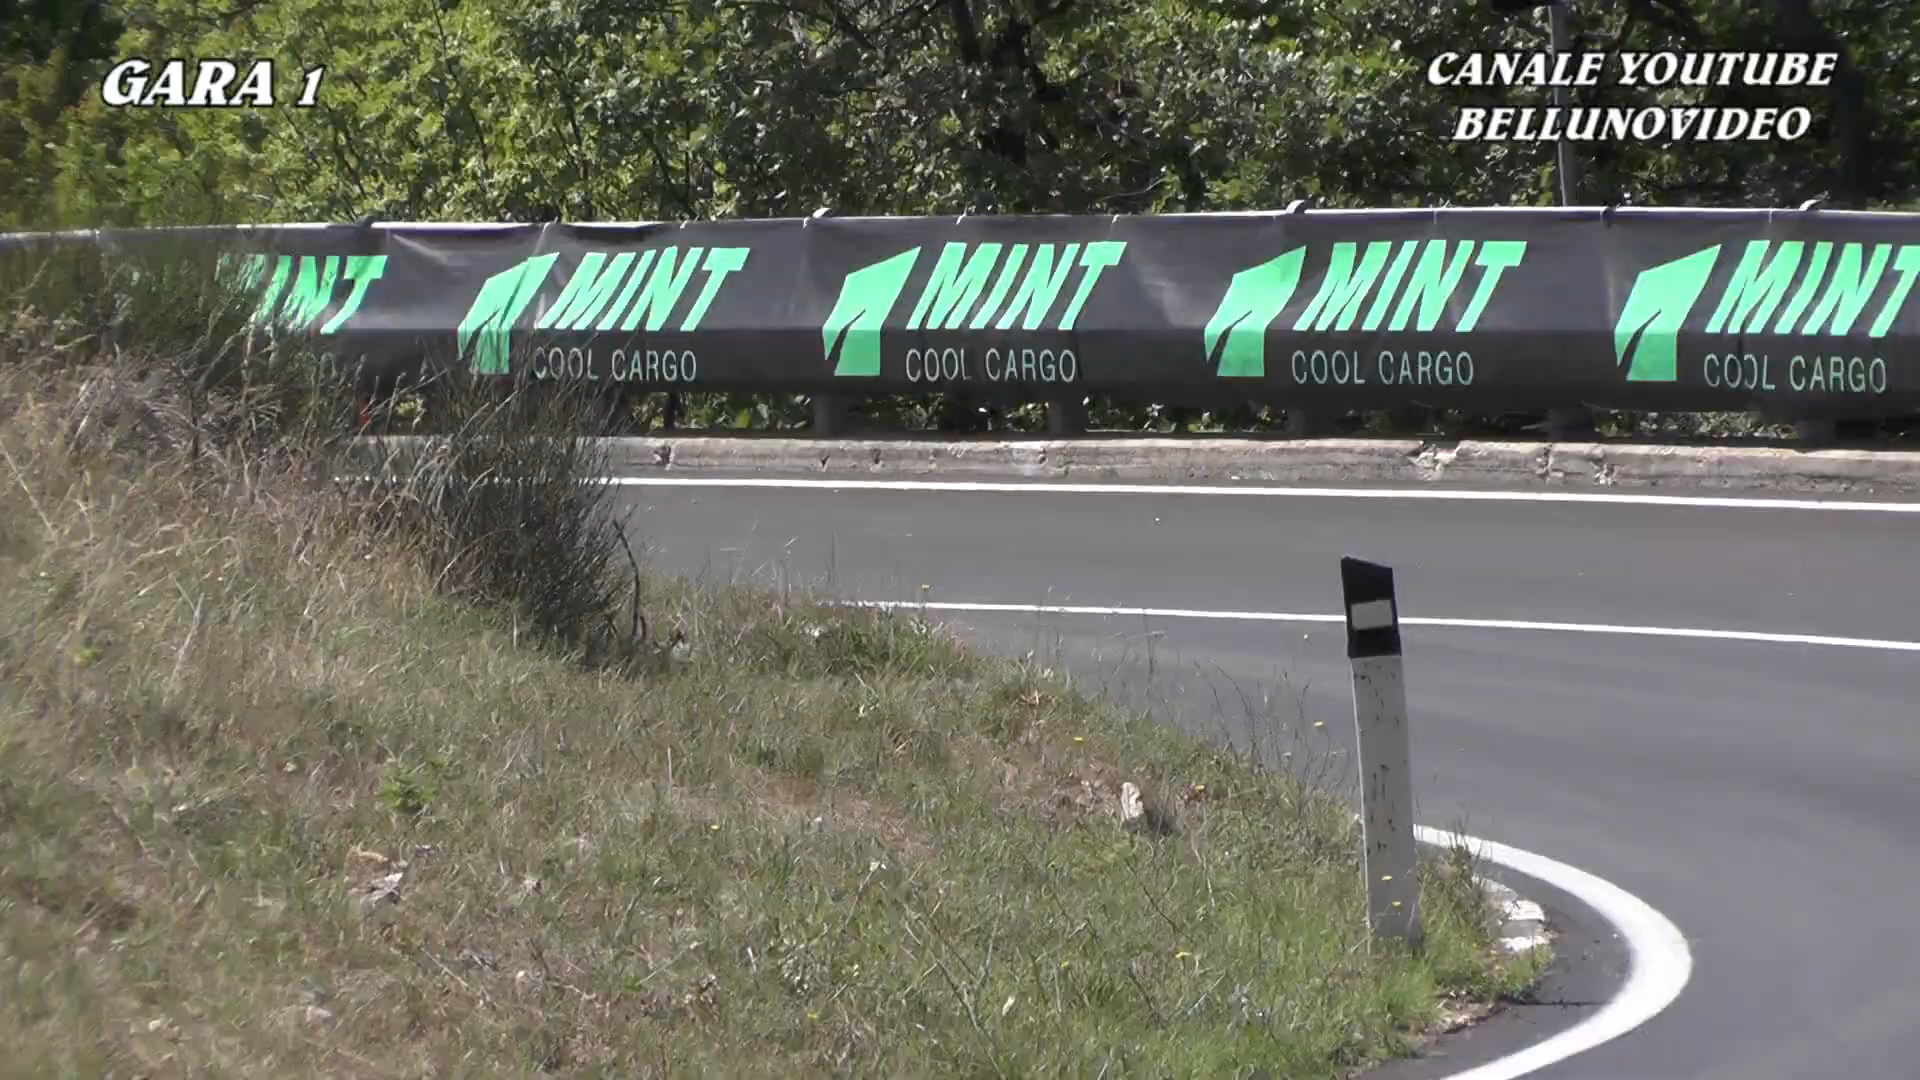 GARA 1
CANALE YOUTUBE
BELLUNOVIDEO
MINT
MINT
COOL CARGO
MINT
COOL CARGO
MINT
COOL CARGO
MINT
COOL CARGO